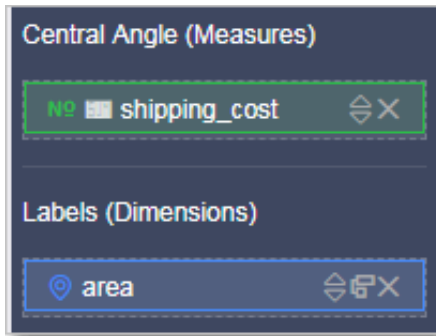 Central Angle (Measures)
Nº shipping_cost
Labels (Dimensions)
area